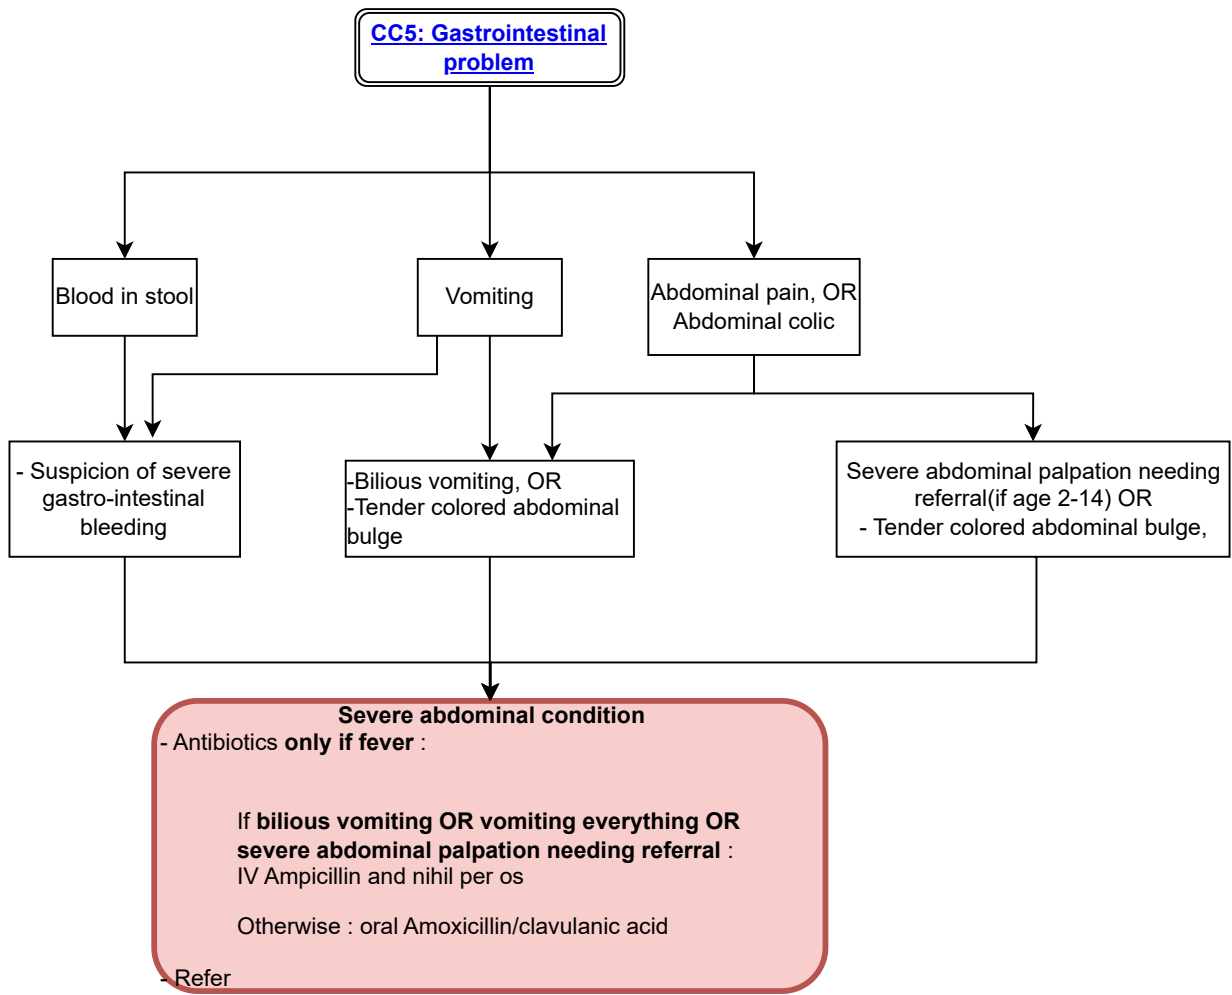 CC5: Gastrointestinal
problem
Blood in stool
Vomiting
Abdominal pain, OR
Abdominal colic
- Suspicion of severe
gastro-intestinal
bleeding
-Bilious vomiting, OR
-Tender colored abdominal
bulge
Severe abdominal palpation needing
referral(if age 2-14) OR
- Tender colored abdominal bulge,
Severe abdominal condition
- Antibiotics only if fever :
If bilious vomiting OR vomiting everything OR
severe abdominal palpation needing referral :
IV Ampicillin and nihil per os
Otherwise : oral Amoxicillin/clavulanic acid
- Refer